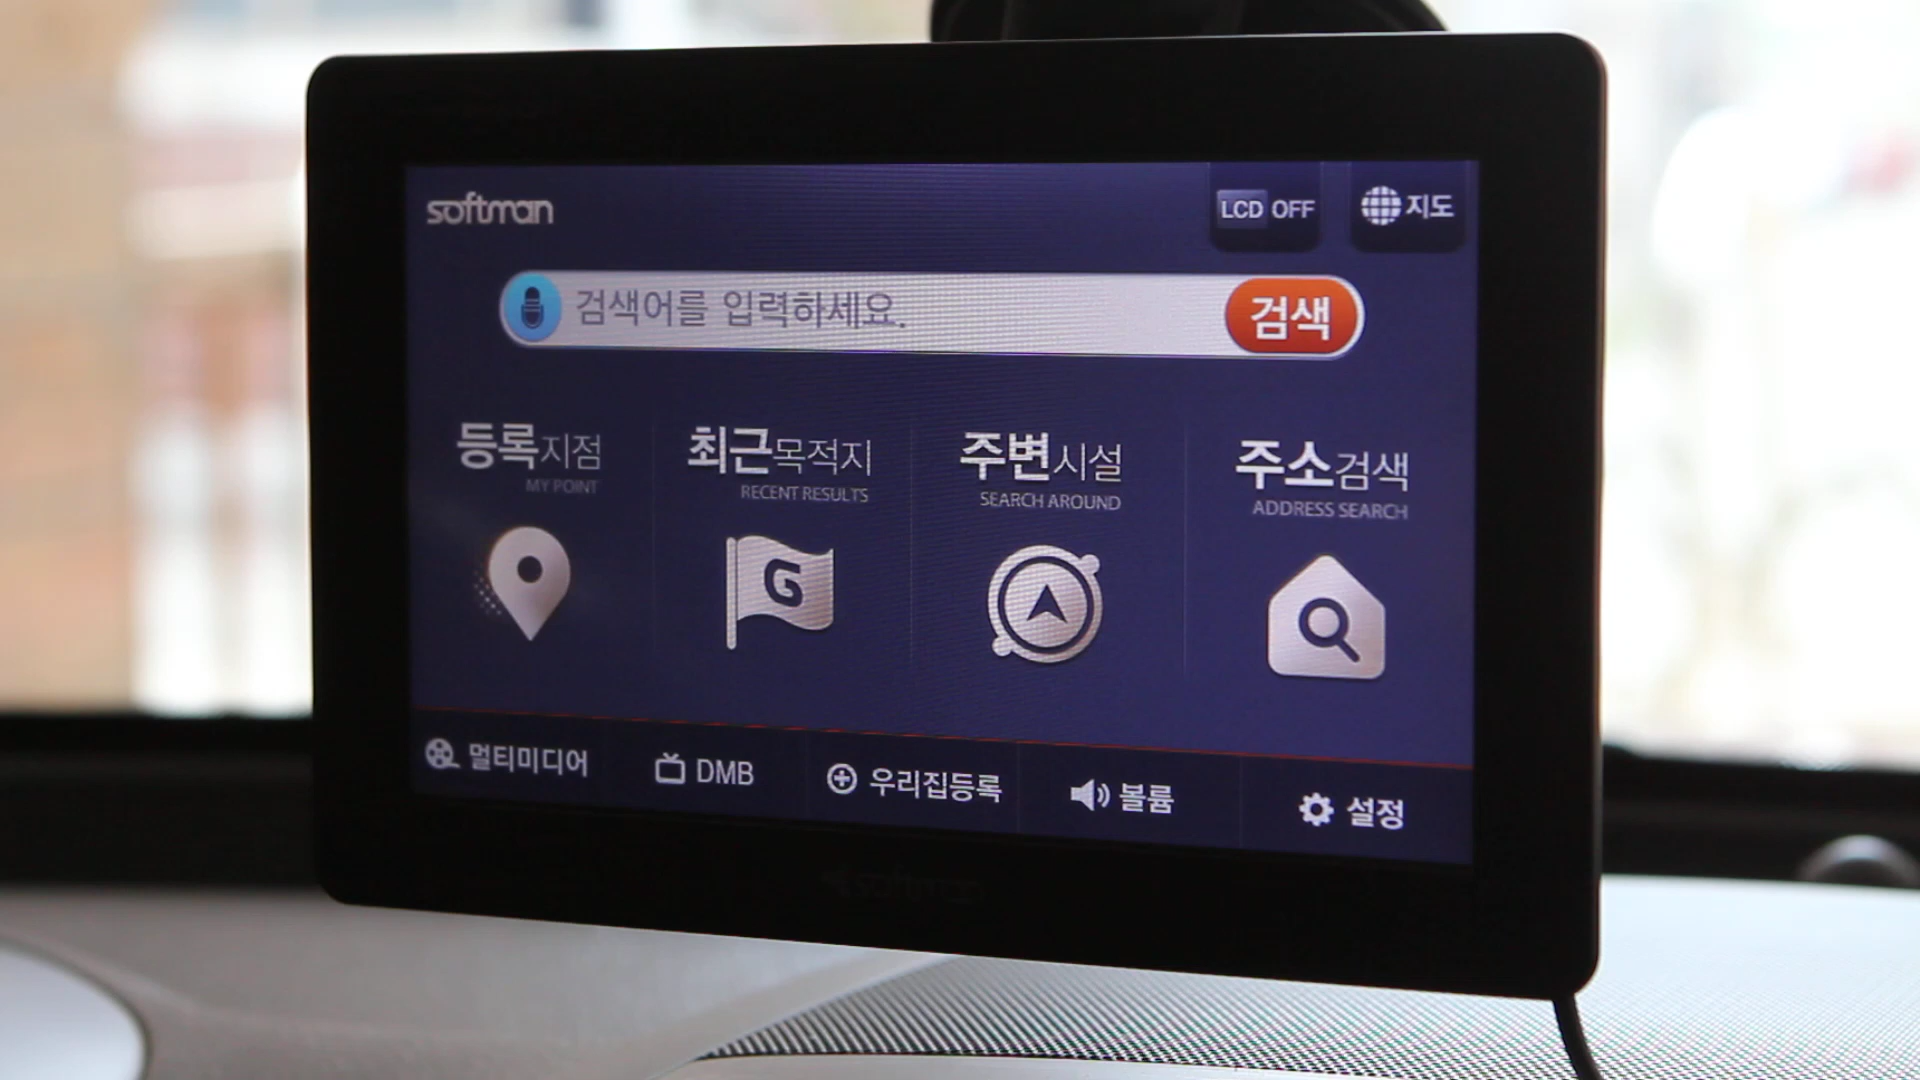 softman
LCD OFF
지도
검색어를 입력하세요.
검색
등록지점
MY POINT
최근목적지
RECENT RESULTS
G
주변시설
SEARCH AROUND
주소검색
ADDRESS SEARCH
멀티미디어
DMB
우리집등록
볼륨
설정
softman